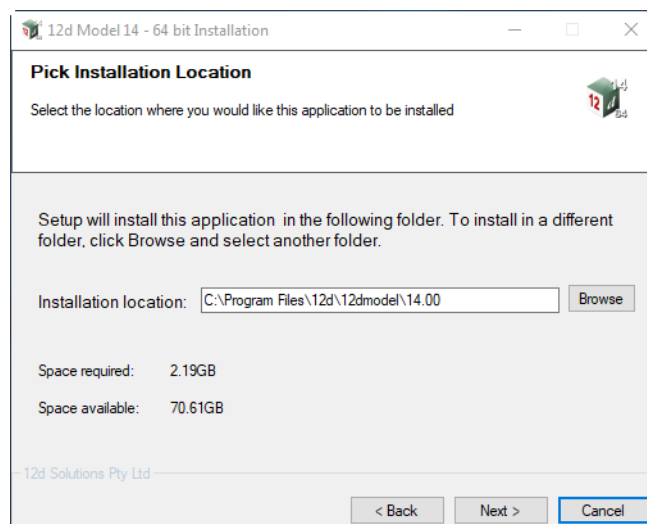 12d Model 14 - 64 bit Installation
Pick Installation Location
Select the location where you would like this application to be installed
14
12 d
64
Setup will install this application in the following folder. To install in a different
folder, click Browse and select another folder.
Installation location: C:\Program Files\12d\12dmodel\14.00 Browse
Space required: 2.19GB
Space available: 70.61GB
12d Solutions Pty Ltd
< Back Next > Cancel